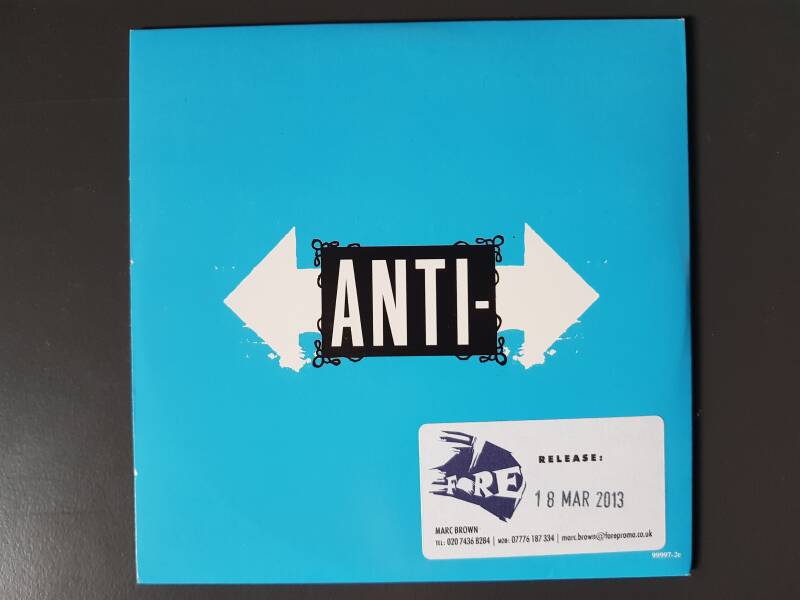 ANTI-
FORE
RELEASE:
18 MAR 2013
MARC BROWN
TEL: 020 7436 8284 | MOB: 07776 187 334 | marc.brown@forepromo.co.uk
99997-2e